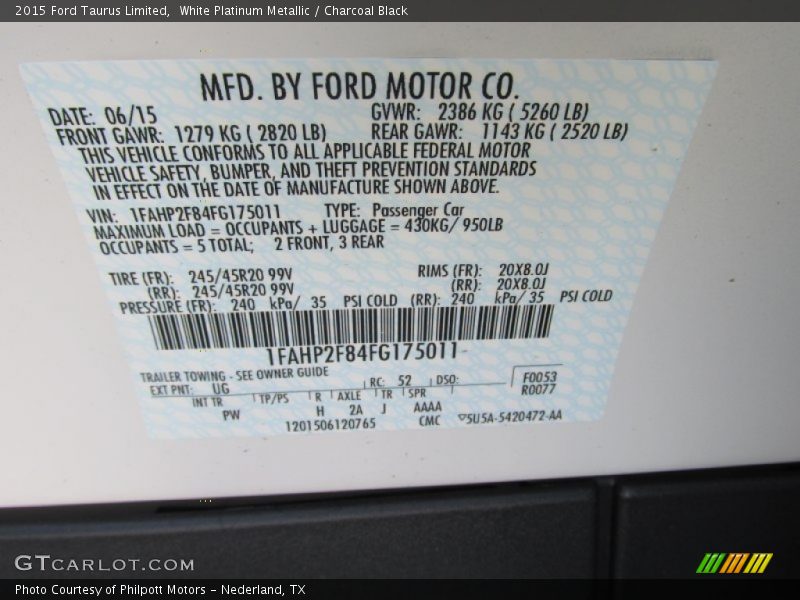 2015 Ford Taurus Limited,  White Platinum Metallic / Charcoal Black
MFD. BY FORD MOTOR CO.
DATE: 06/15 GVWR: 2386 KG ( 5260 LB)
FRONT GAWR: 1279 KG ( 2820 LB) REAR GAWR: 1143 KG ( 2520 LB)
THIS VEHICLE CONFORMS TO ALL APPLICABLE FEDERAL MOTOR
VEHICLE SAFETY, BUMPER, AND THEFT PREVENTION STANDARDS
IN EFFECT ON THE DATE OF MANUFACTURE SHOWN ABOVE.
VIN: 1FAHP2F84FG175011 TYPE: Passenger Car
MAXIMUM LOAD = OCCUPANTS + LUGGAGE = 430KG/ 950LB
OCCUPANTS = 5 TOTAL; 2 FRONT, 3 REAR
TIRE (FR): 245/45R20 99V RIMS (FR): 20X8.0J
(RR): 245/45R20 99V (RR): 20X8.0J
PRESSURE (FR): 240 kPa/ 35 PSI COLD (RR): 240 kPa/ 35 PSI COLD
1FAHP2F84FG175011
TRAILER TOWING - SEE OWNER GUIDE
EXT PNT: UG RC: 52 DSO: F0053
R0077
INT TR TP/PS R AXLE TR SPR
PW H 2A J AAAA
1201506120765 CMC 5U5A-5420472-AA
GTCARLOT.COM
Photo Courtesy of Philpott Motors - Nederland, TX